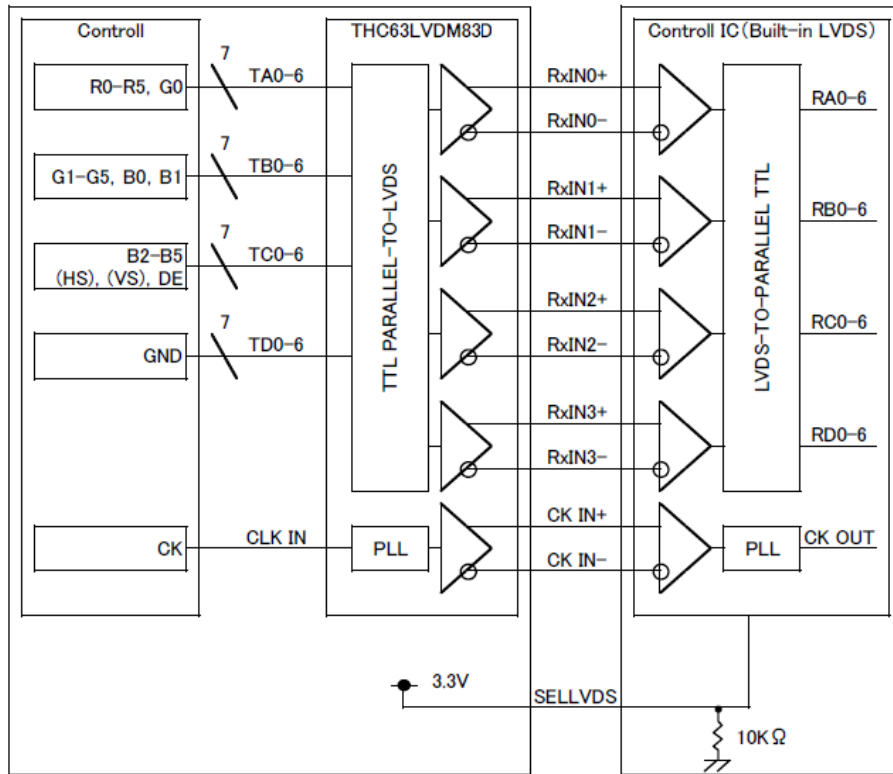 Controll
THC63LVDM83D
Controll IC(Built-in LVDS)
R0-R5, G0
7
TA0-6
RxIN0+
RxIN0-
RA0-6
G1-G5, B0, B1
7
TB0-6
RxIN1+
RxIN1-
RB0-6
B2-B5
(HS), (VS), DE
7
TC0-6
RxIN2+
RxIN2-
RC0-6
GND
7
TD0-6
RxIN3+
RxIN3-
RD0-6
TTL PARALLEL-TO-LVDS
LVDS-TO-PARALLEL TTL
CK
CLK IN
PLL
CK IN+
CK IN-
PLL
CK OUT
3.3V
SELLVDS
10KΩ